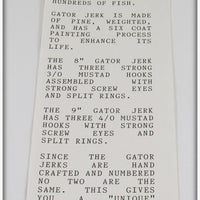 HUNDREDS OF FISH.
GATOR JERK IS MADE
OF PINE, WEIGHTED,
AND HAS A SIX COAT
PAINTING PROCESS
TO ENHANCE ITS
LIFE.
THE 8" GATOR JERK
HAS THREE STRONG
3/0 MUSTAD HOOKS
ASSEMBLED WITH
STRONG SCREW EYES
AND SPLIT RINGS.
THE 9" GATOR JERK
HAS THREE 4/0 MUSTAD
HOOKS WITH STRONG
SCREW EYES AND
SPLIT RINGS.
SINCE THE GATOR
JERKS ARE HAND
CRAFTED AND NUMBERED
NO TWO ARE THE
SAME. THIS GIVES
YOU A "UNIQUE"